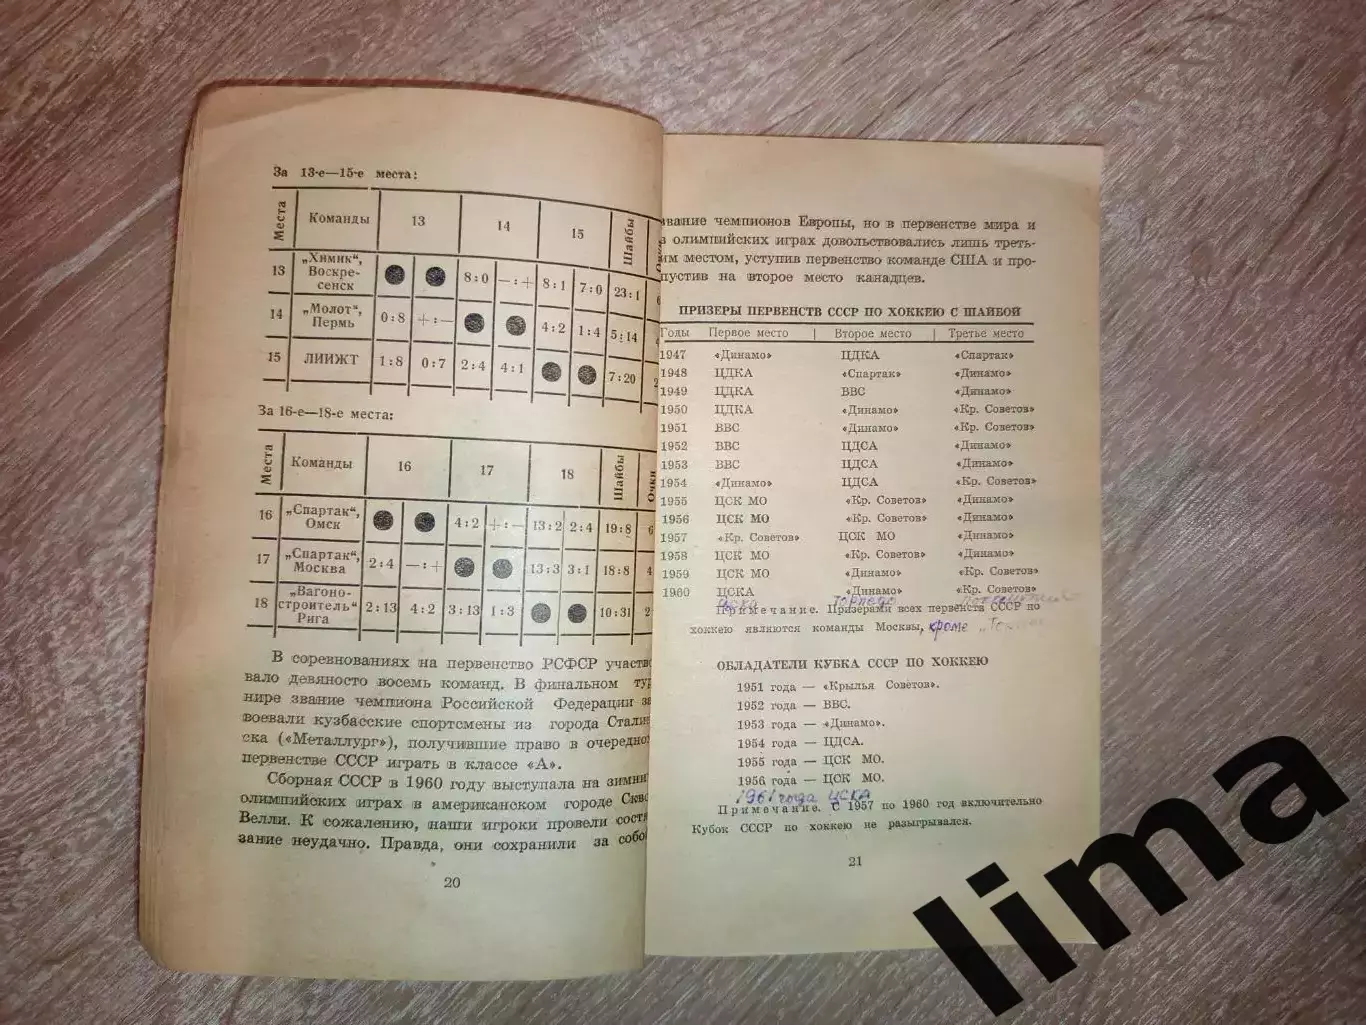 За 13-е—15-е места:
Места Команды 13 14 15 Шайбы
13 „Химик“, Воскресенск 8:0 —:+ 8:1 7:0 23:1
14 „Молот“, Пермь 0:8 +:— 4:2 1:4 5:14
15 ЛИИЖТ 1:8 0:7 2:4 4:1 7:20 2
За 16-е—18-е места:
Места Команды 16 17 18 Шайбы Очки
16 „Спартак“, Омск 4:2 +:— 13:2 2:4 19:8 6
17 „Спартак“, Москва 2:4 —:+ 13:3 3:1 18:8 4
18 „Вагоностроитель“ Рига 2:13 4:2 3:13 1:3 10:31 2
В соревнованиях на первенство РСФСР участво
вало девяносто восемь команд. В финальном тур
нире звание чемпиона Российской Федерации за
воевали кузбасские спортсмены из города Сталин
ска («Металлург»), получившие право в очередном
первенстве СССР играть в классе «А».
Сборная СССР в 1960 году выступала на зимни
олимпийских играх в американском городе Скво
Велли. К сожалению, наши игроки провели состя
зание неудачно. Правда, они сохранили за собой
20
звание чемпионов Европы, но в первенстве мира и
в олимпийских играх довольствовались лишь треть-
им местом, уступив первенство команде США и про-
пустив на второе место канадцев.
ПРИЗЕРЫ ПЕРВЕНСТВ СССР ПО ХОККЕЮ С ШАЙБОЙ
Годы Первое место | Второе место | Третье место
1947 «Динамо» ЦДКА «Спартак»
1948 ЦДКА «Спартак» «Динамо»
1949 ЦДКА ВВС «Динамо»
1950 ЦДКА «Динамо» «Кр. Советов»
1951 ВВС «Динамо» «Кр. Советов»
1952 ВВС ЦДСА «Динамо»
1953 ВВС ЦДСА «Динамо»
1954 «Динамо» ЦДСА «Кр. Советов»
1955 ЦСК МО «Кр. Советов» «Динамо»
1956 ЦСК МО «Кр. Советов» «Динамо»
1957 «Кр. Советов» ЦСК МО «Динамо»
1958 ЦСК МО «Кр. Советов» «Динамо»
1959 ЦСК МО «Динамо» «Кр. Советов»
1960 ЦСКА «Динамо» «Кр. Советов»
ЦСКА Торпедо
Примечание. Призерами всех первенств СССР по
хоккею являются команды Москвы, кроме
ОБЛАДАТЕЛИ КУБКА СССР ПО ХОККЕЮ
1951 года — «Крылья Советов».
1952 года — ВВС.
1953 года — «Динамо».
1954 года — ЦДСА.
1955 года — ЦСК МО.
1956 года — ЦСК МО.
1961 года ЦСКА
Примечание. С 1957 по 1960 год включительно
Кубок СССР по хоккею не разыгрывался.
21
lima